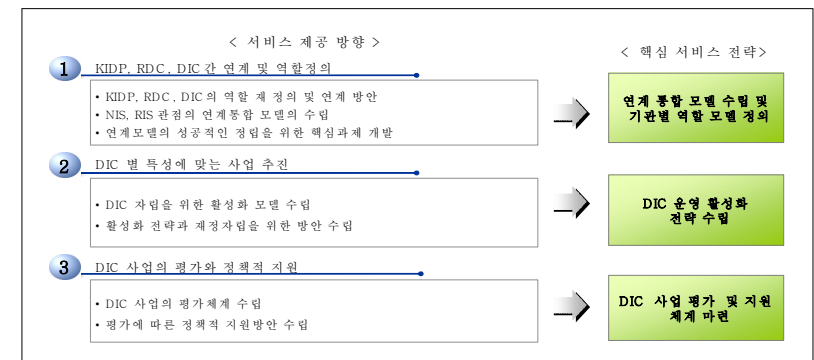 < 서비스 제공 방향 >
< 핵심 서비스 전략>
1 KIDP, RDC, DIC 간 연계 및 역할정의
• KIDP, RDC, DIC 의 역할 재 정의 및 연계 방안
• NIS, RIS 관점의 연계통합 모델의 수립
• 연계모델의 성공적인 정립을 위한 핵심과제 개발
연계 통합 모델 수립 및
기관별 역할 모델 정의
2 DIC 별 특성에 맞는 사업 추진
• DIC 자립을 위한 활성화 모델 수립
• 활성화 전략과 재정자립을 위한 방안 수립
DIC 운영 활성화
전략 수립
3 DIC 사업의 평가와 정책적 지원
• DIC 사업의 평가체계 수립
• 평가에 따른 정책적 지원방안 수립
DIC 사업 평가 및 지원
체계 마련